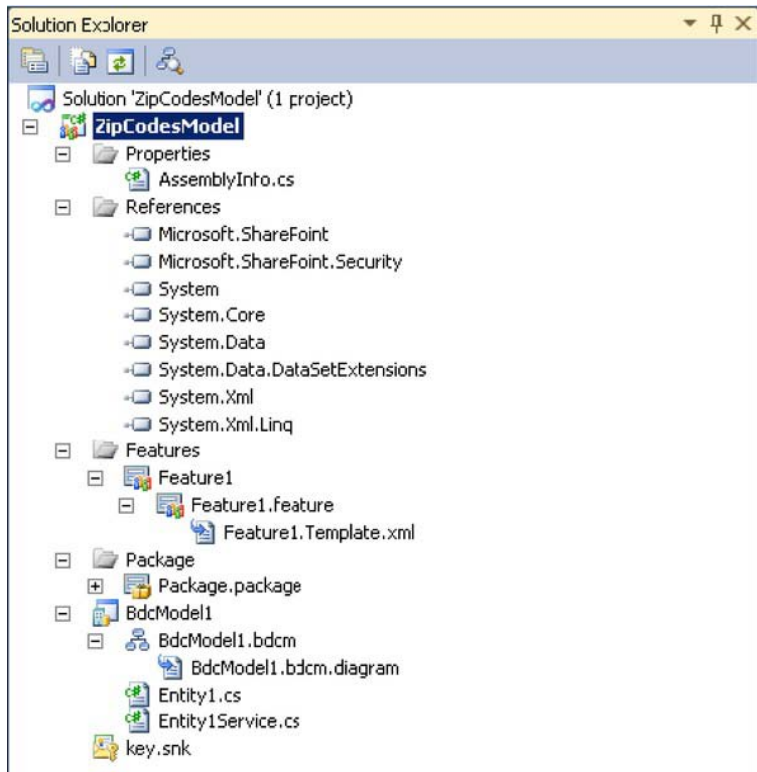 Solution Explorer
Solution 'ZipCodesModel' (1 project)
ZipCodesModel
Properties
AssemblyInfo.cs
References
Microsoft.SharePoint
Microsoft.SharePoint.Security
System
System.Core
System.Data
System.Data.DataSetExtensions
System.Xml
System.Xml.Linq
Features
Feature1
Feature1.feature
Feature1.Template.xml
Package
Package.package
BdcModel1
BdcModel1.bdcm
BdcModel1.bdcm.diagram
Entity1.cs
Entity1Service.cs
key.snk